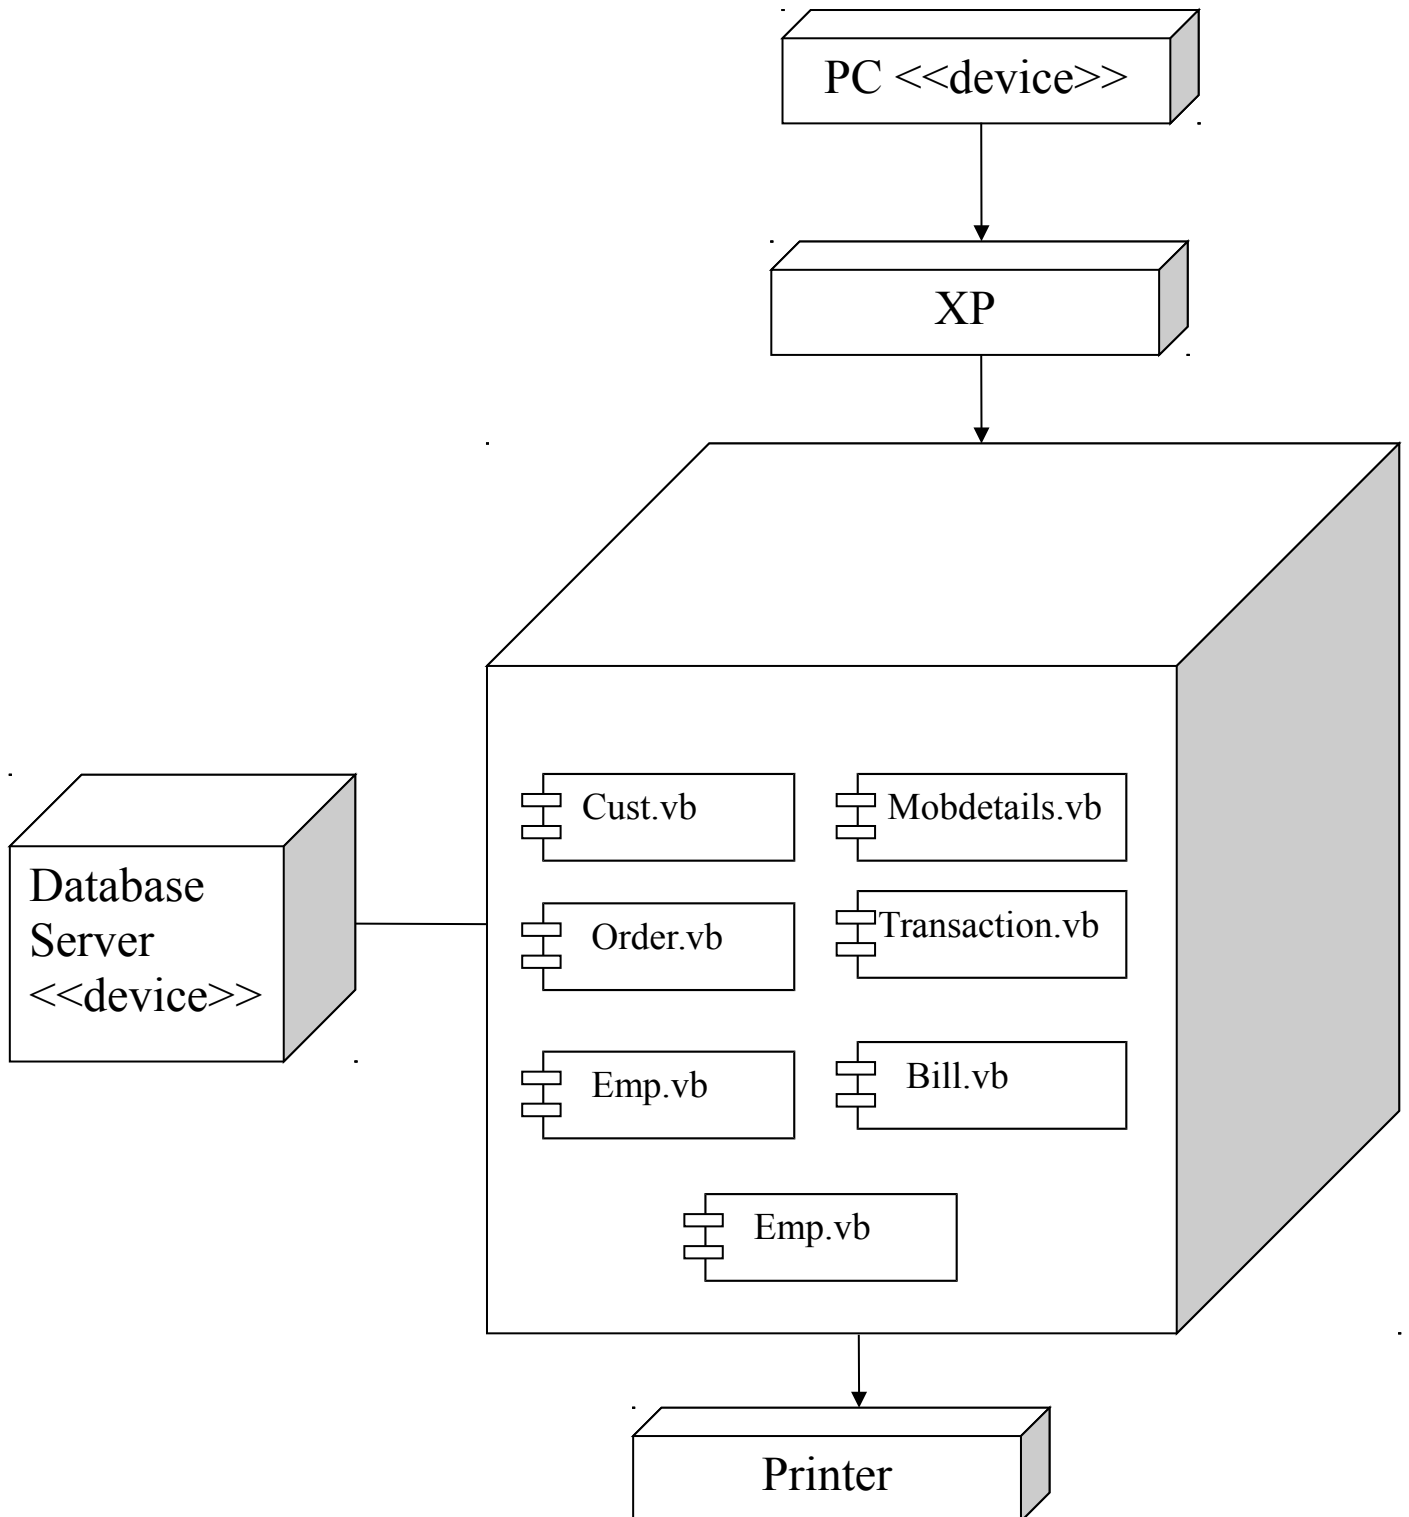 PC <<device>>
XP
Cust.vb
Mobdetails.vb
Database
Server
<<device>>
Order.vb
Transaction.vb
Emp.vb
Bill.vb
Emp.vb
Printer